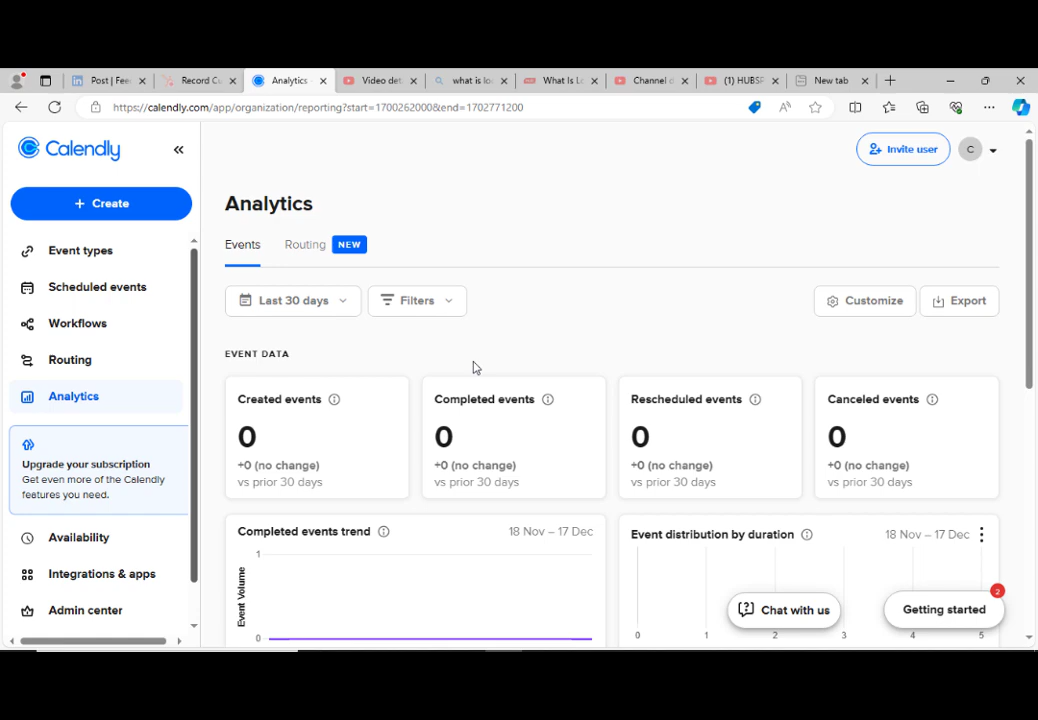 Post | Fee
Record Cu
Analytics
Video det
what is lo
What Is Lo
Channel d
(1) HUBSP
New tab
https://calendly.com/app/organization/reporting?start=1700262000&end=1702771200
Calendly
Invite user
C
+ Create
Event types
Scheduled events
Workflows
Routing
Analytics
Upgrade your subscription
Get even more of the Calendly
features you need.
Availability
Integrations & apps
Admin center
Analytics
Events
Routing NEW
Last 30 days
Filters
Customize
Export
EVENT DATA
Created events
0
+0 (no change)
vs prior 30 days
Completed events
0
+0 (no change)
vs prior 30 days
Rescheduled events
0
+0 (no change)
vs prior 30 days
Canceled events
0
+0 (no change)
vs prior 30 days
Completed events trend
18 Nov – 17 Dec
1
Event Volume
0
Event distribution by duration
18 Nov – 17 Dec
0 1 2 3 4 5
Chat with us
Getting started
2